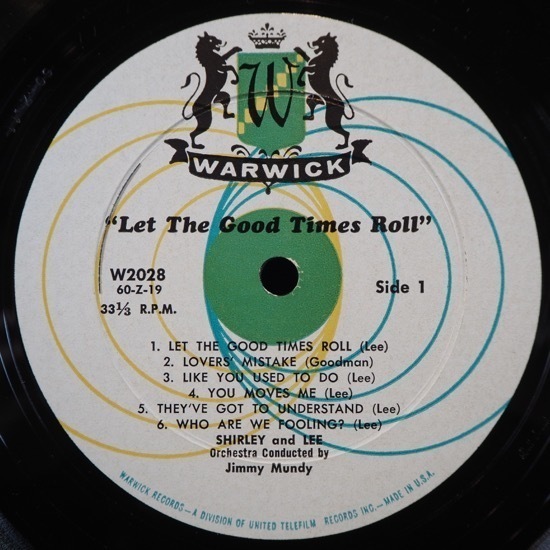 W
WARWICK
"Let The Good Times Roll"
W2028
60-Z-19
33⅓ R.P.M.
Side 1
1. LET THE GOOD TIMES ROLL (Lee)
2. LOVERS' MISTAKE (Goodman)
3. LIKE YOU USED TO DO (Lee)
4. YOU MOVES ME (Lee)
5. THEY'VE GOT TO UNDERSTAND (Lee)
6. WHO ARE WE FOOLING? (Lee)
SHIRLEY and LEE
Orchestra Conducted by
Jimmy Mundy
WARWICK RECORDS—A DIVISION OF UNITED TELEFILM RECORDS INC.—MADE IN U.S.A.